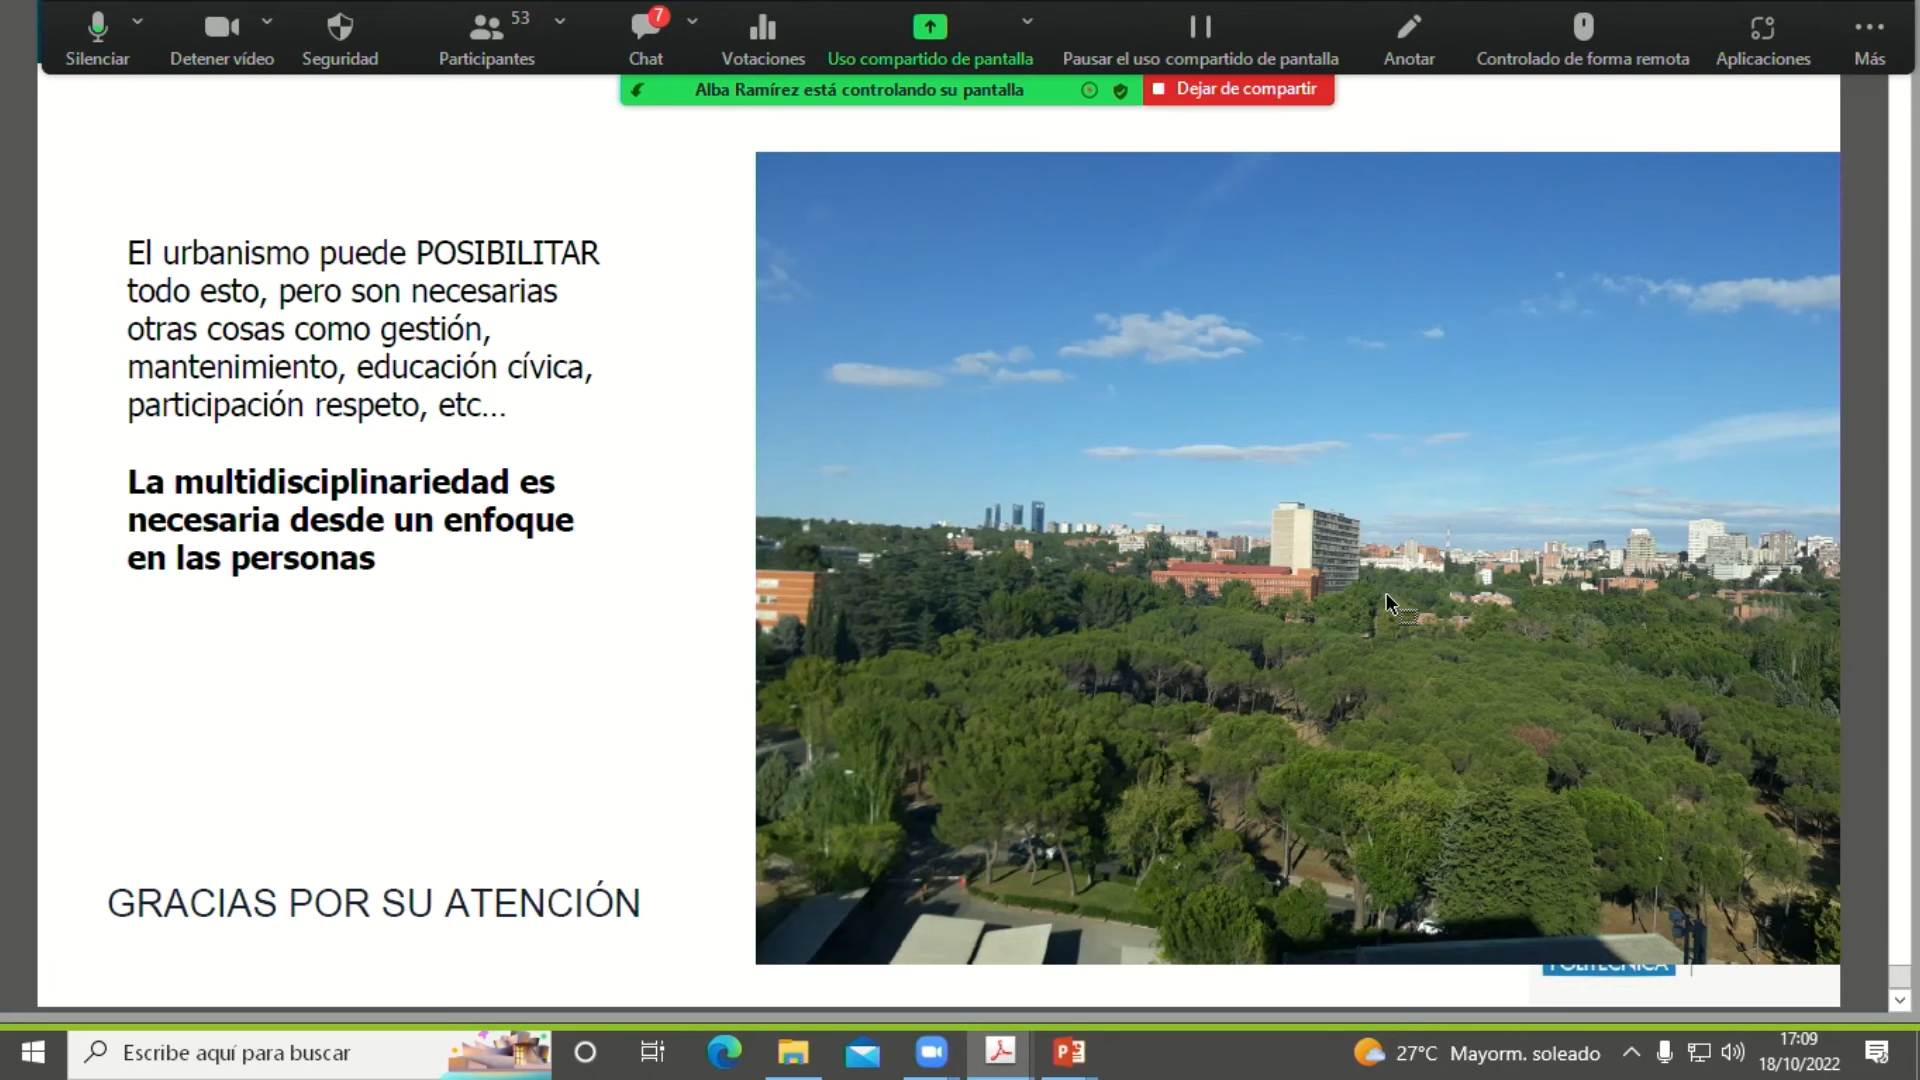 53
7
Silenciar
Detener vídeo
Seguridad
Participantes
Chat
Votaciones
Uso compartido de pantalla
Pausar el uso compartido de pantalla
Anotar
Controlado de forma remota
Aplicaciones
Más
Alba Ramírez está controlando su pantalla
Dejar de compartir
El urbanismo puede POSIBILITAR
todo esto, pero son necesarias
otras cosas como gestión,
mantenimiento, educación cívica,
participación respeto, etc...
La multidisciplinariedad es
necesaria desde un enfoque
en las personas
GRACIAS POR SU ATENCIÓN
POLITÉCNICA
Escribe aquí para buscar
27°C Mayorm. soleado
17:09
18/10/2022